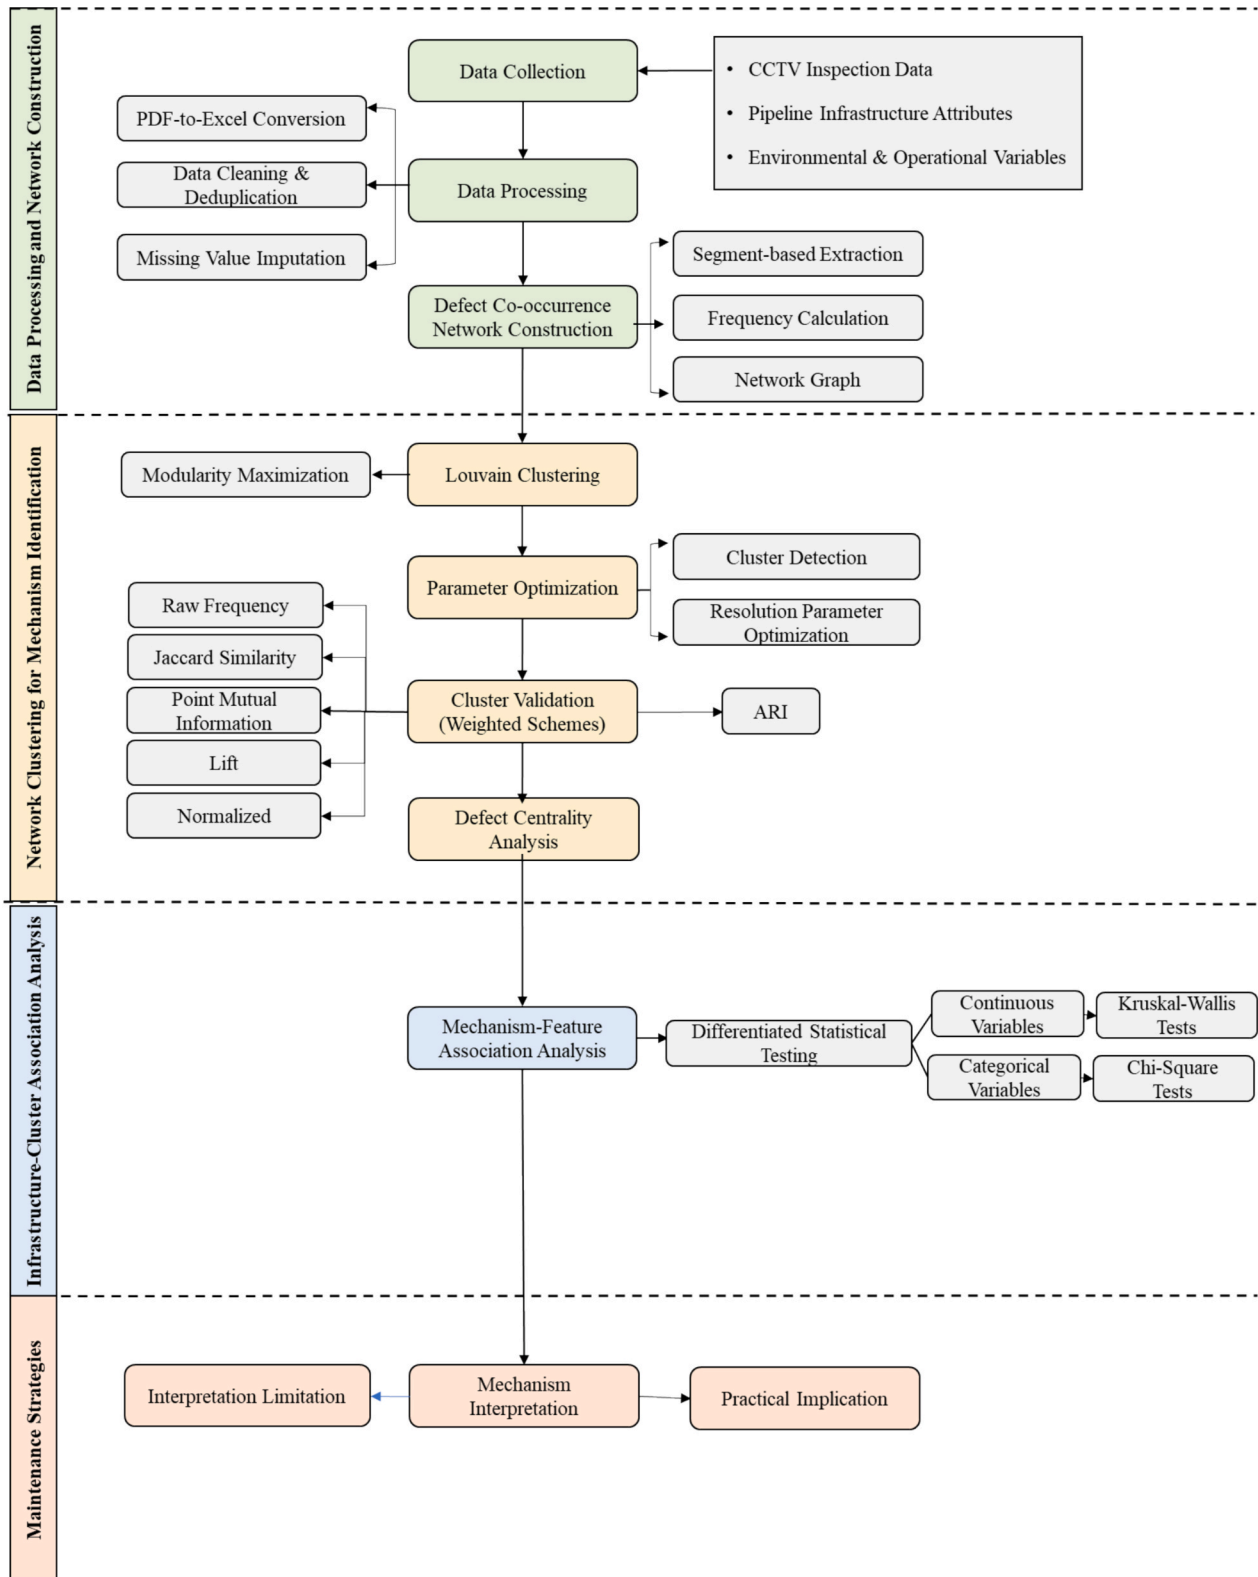 Data Processing and Network Construction
Data Collection
• CCTV Inspection Data
• Pipeline Infrastructure Attributes
• Environmental & Operational Variables
PDF-to-Excel Conversion
Data Cleaning &
Deduplication
Missing Value Imputation
Data Processing
Defect Co-occurrence
Network Construction
Segment-based Extraction
Frequency Calculation
Network Graph
Network Clustering for Mechanism Identification
Modularity Maximization
Louvain Clustering
Parameter Optimization
Cluster Detection
Resolution Parameter
Optimization
Raw Frequency
Jaccard Similarity
Point Mutual
Information
Lift
Normalized
Cluster Validation
(Weighted Schemes)
ARI
Defect Centrality
Analysis
Infrastructure-Cluster Association Analysis
Mechanism-Feature
Association Analysis
Differentiated Statistical
Testing
Continuous
Variables
Kruskal-Wallis
Tests
Categorical
Variables
Chi-Square
Tests
Maintenance Strategies
Interpretation Limitation
Mechanism
Interpretation
Practical Implication